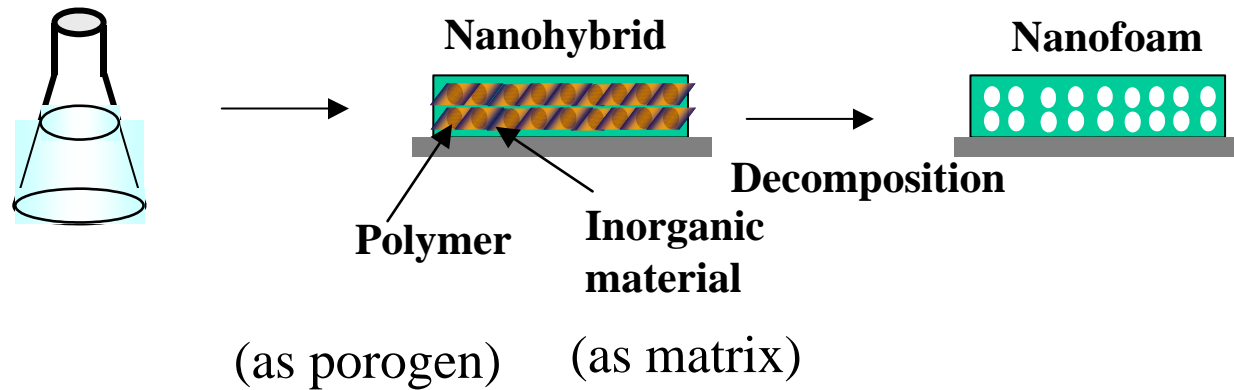 Nanohybrid
Nanofoam
Decomposition
Polymer
Inorganic
material
(as porogen)
(as matrix)